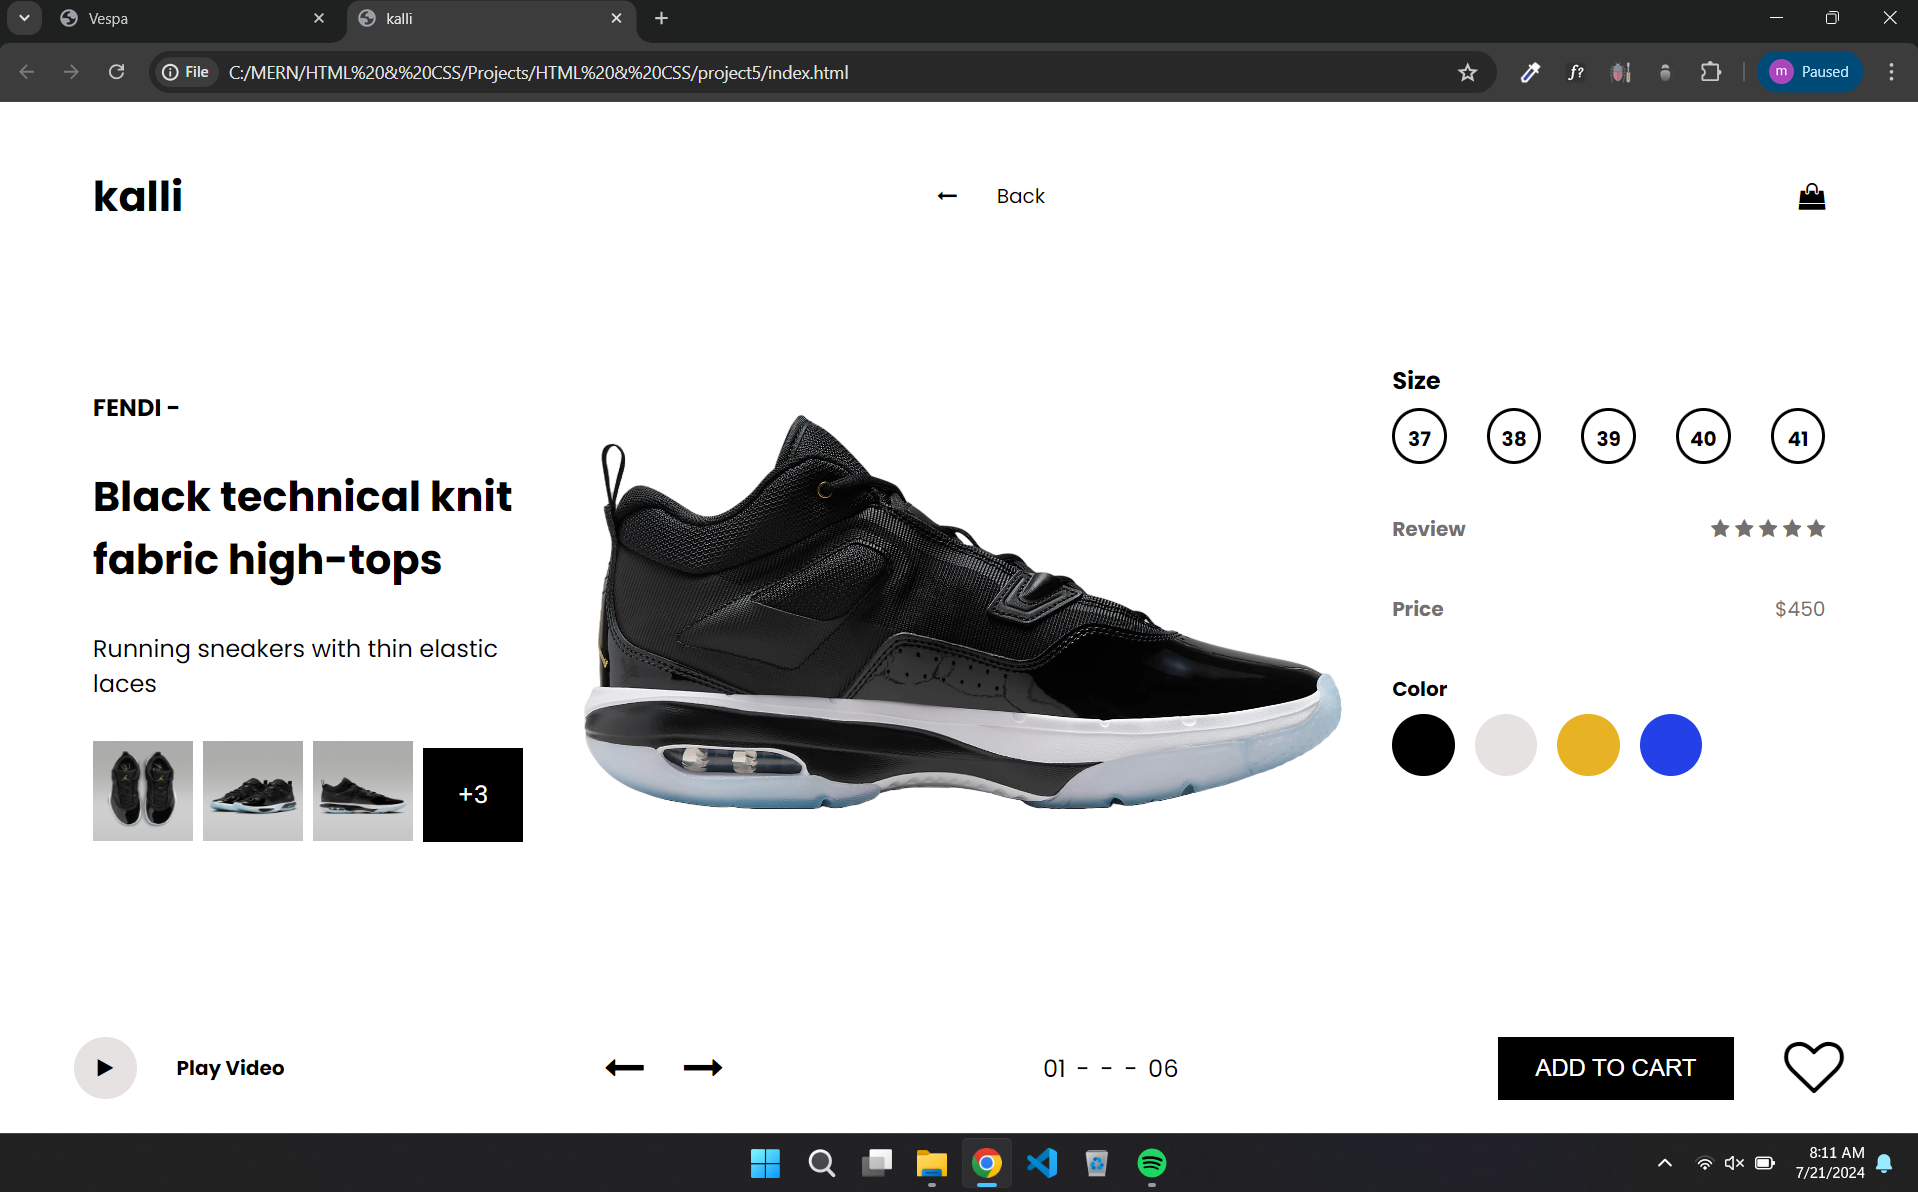 Vespa
kalli
File
C:/MERN/HTML%20&%20CSS/Projects/HTML%20&%20CSS/project5/index.html
f?
m
Paused
kalli
← Back
FENDI -
Black technical knit
fabric high-tops
Running sneakers with thin elastic
laces
+3
Size
37 38 39 40 41
Review
Price $450
Color
Play Video
01 - - - 06
ADD TO CART
8:11 AM
7/21/2024